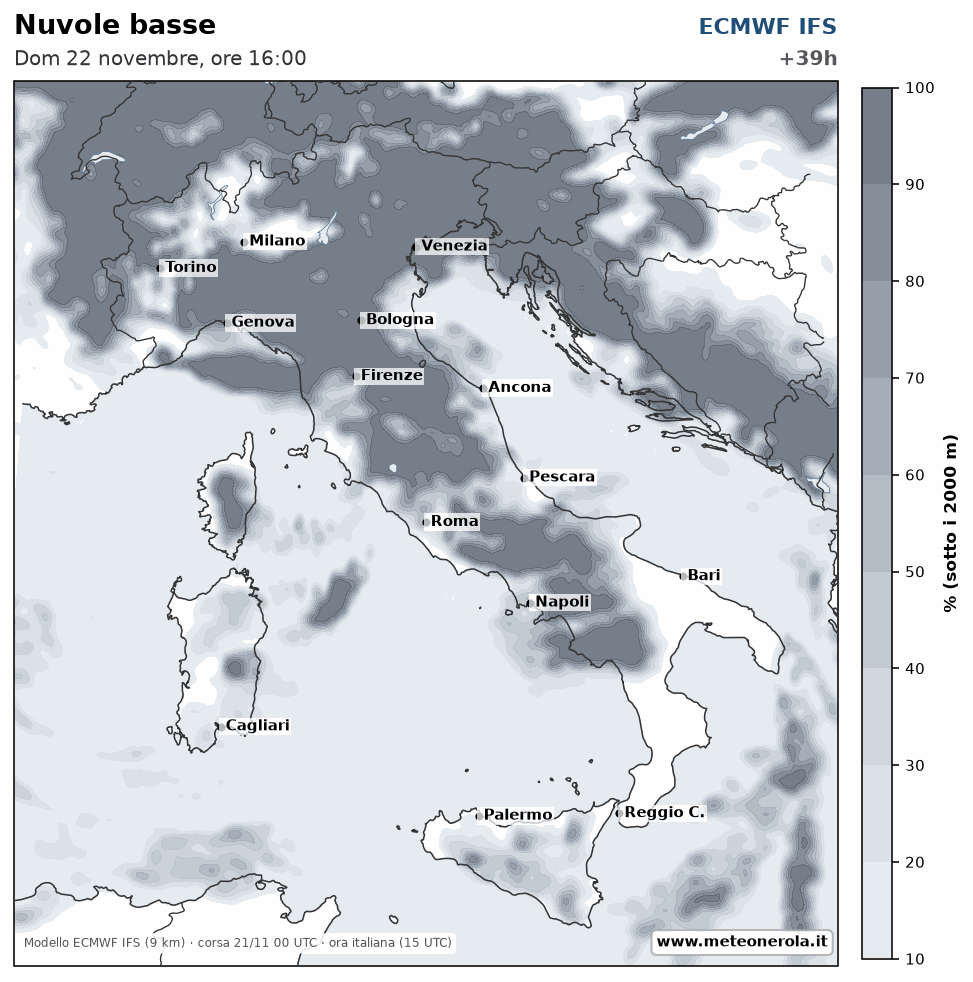 Nuvole basse
ECMWF IFS
Dom 22 novembre, ore 16:00
+39h
Milano
Venezia
Torino
Genova
Bologna
Firenze
Ancona
Pescara
Roma
Bari
Napoli
Cagliari
Palermo
Reggio C.
Modello ECMWF IFS (9 km) · corsa 21/11 00 UTC · ora italiana (15 UTC)
www.meteonerola.it
100
90
80
70
60
50
40
30
20
10
% (sotto i 2000 m)